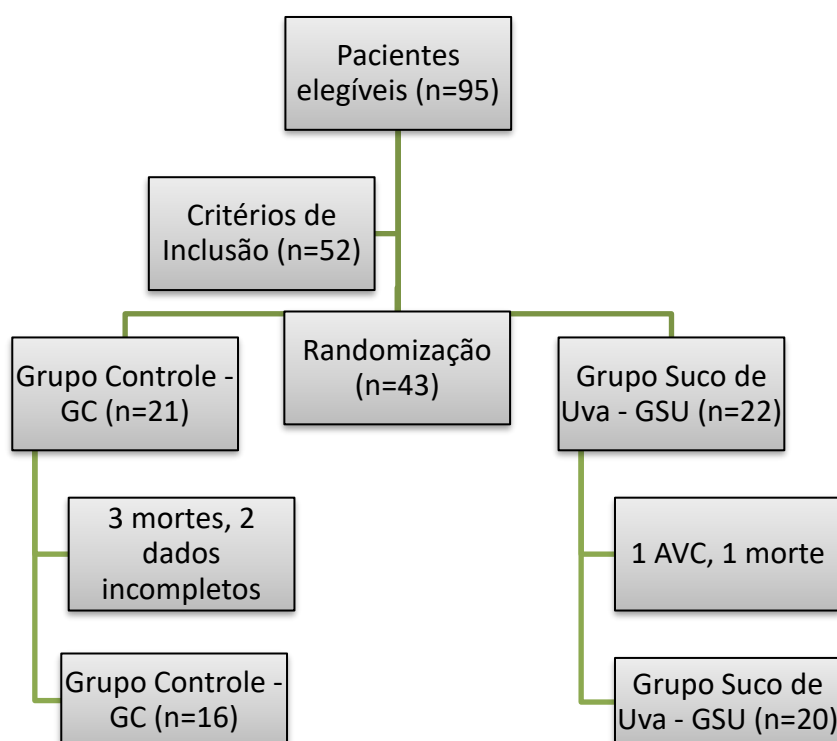 Pacientes
elegíveis (n=95)
Critérios de
Inclusão (n=52)
Randomização
(n=43)
Grupo Controle -
GC (n=21)
Grupo Suco de
Uva - GSU (n=22)
3 mortes, 2
dados
incompletos
1 AVC, 1 morte
Grupo Controle -
GC (n=16)
Grupo Suco de
Uva - GSU (n=20)